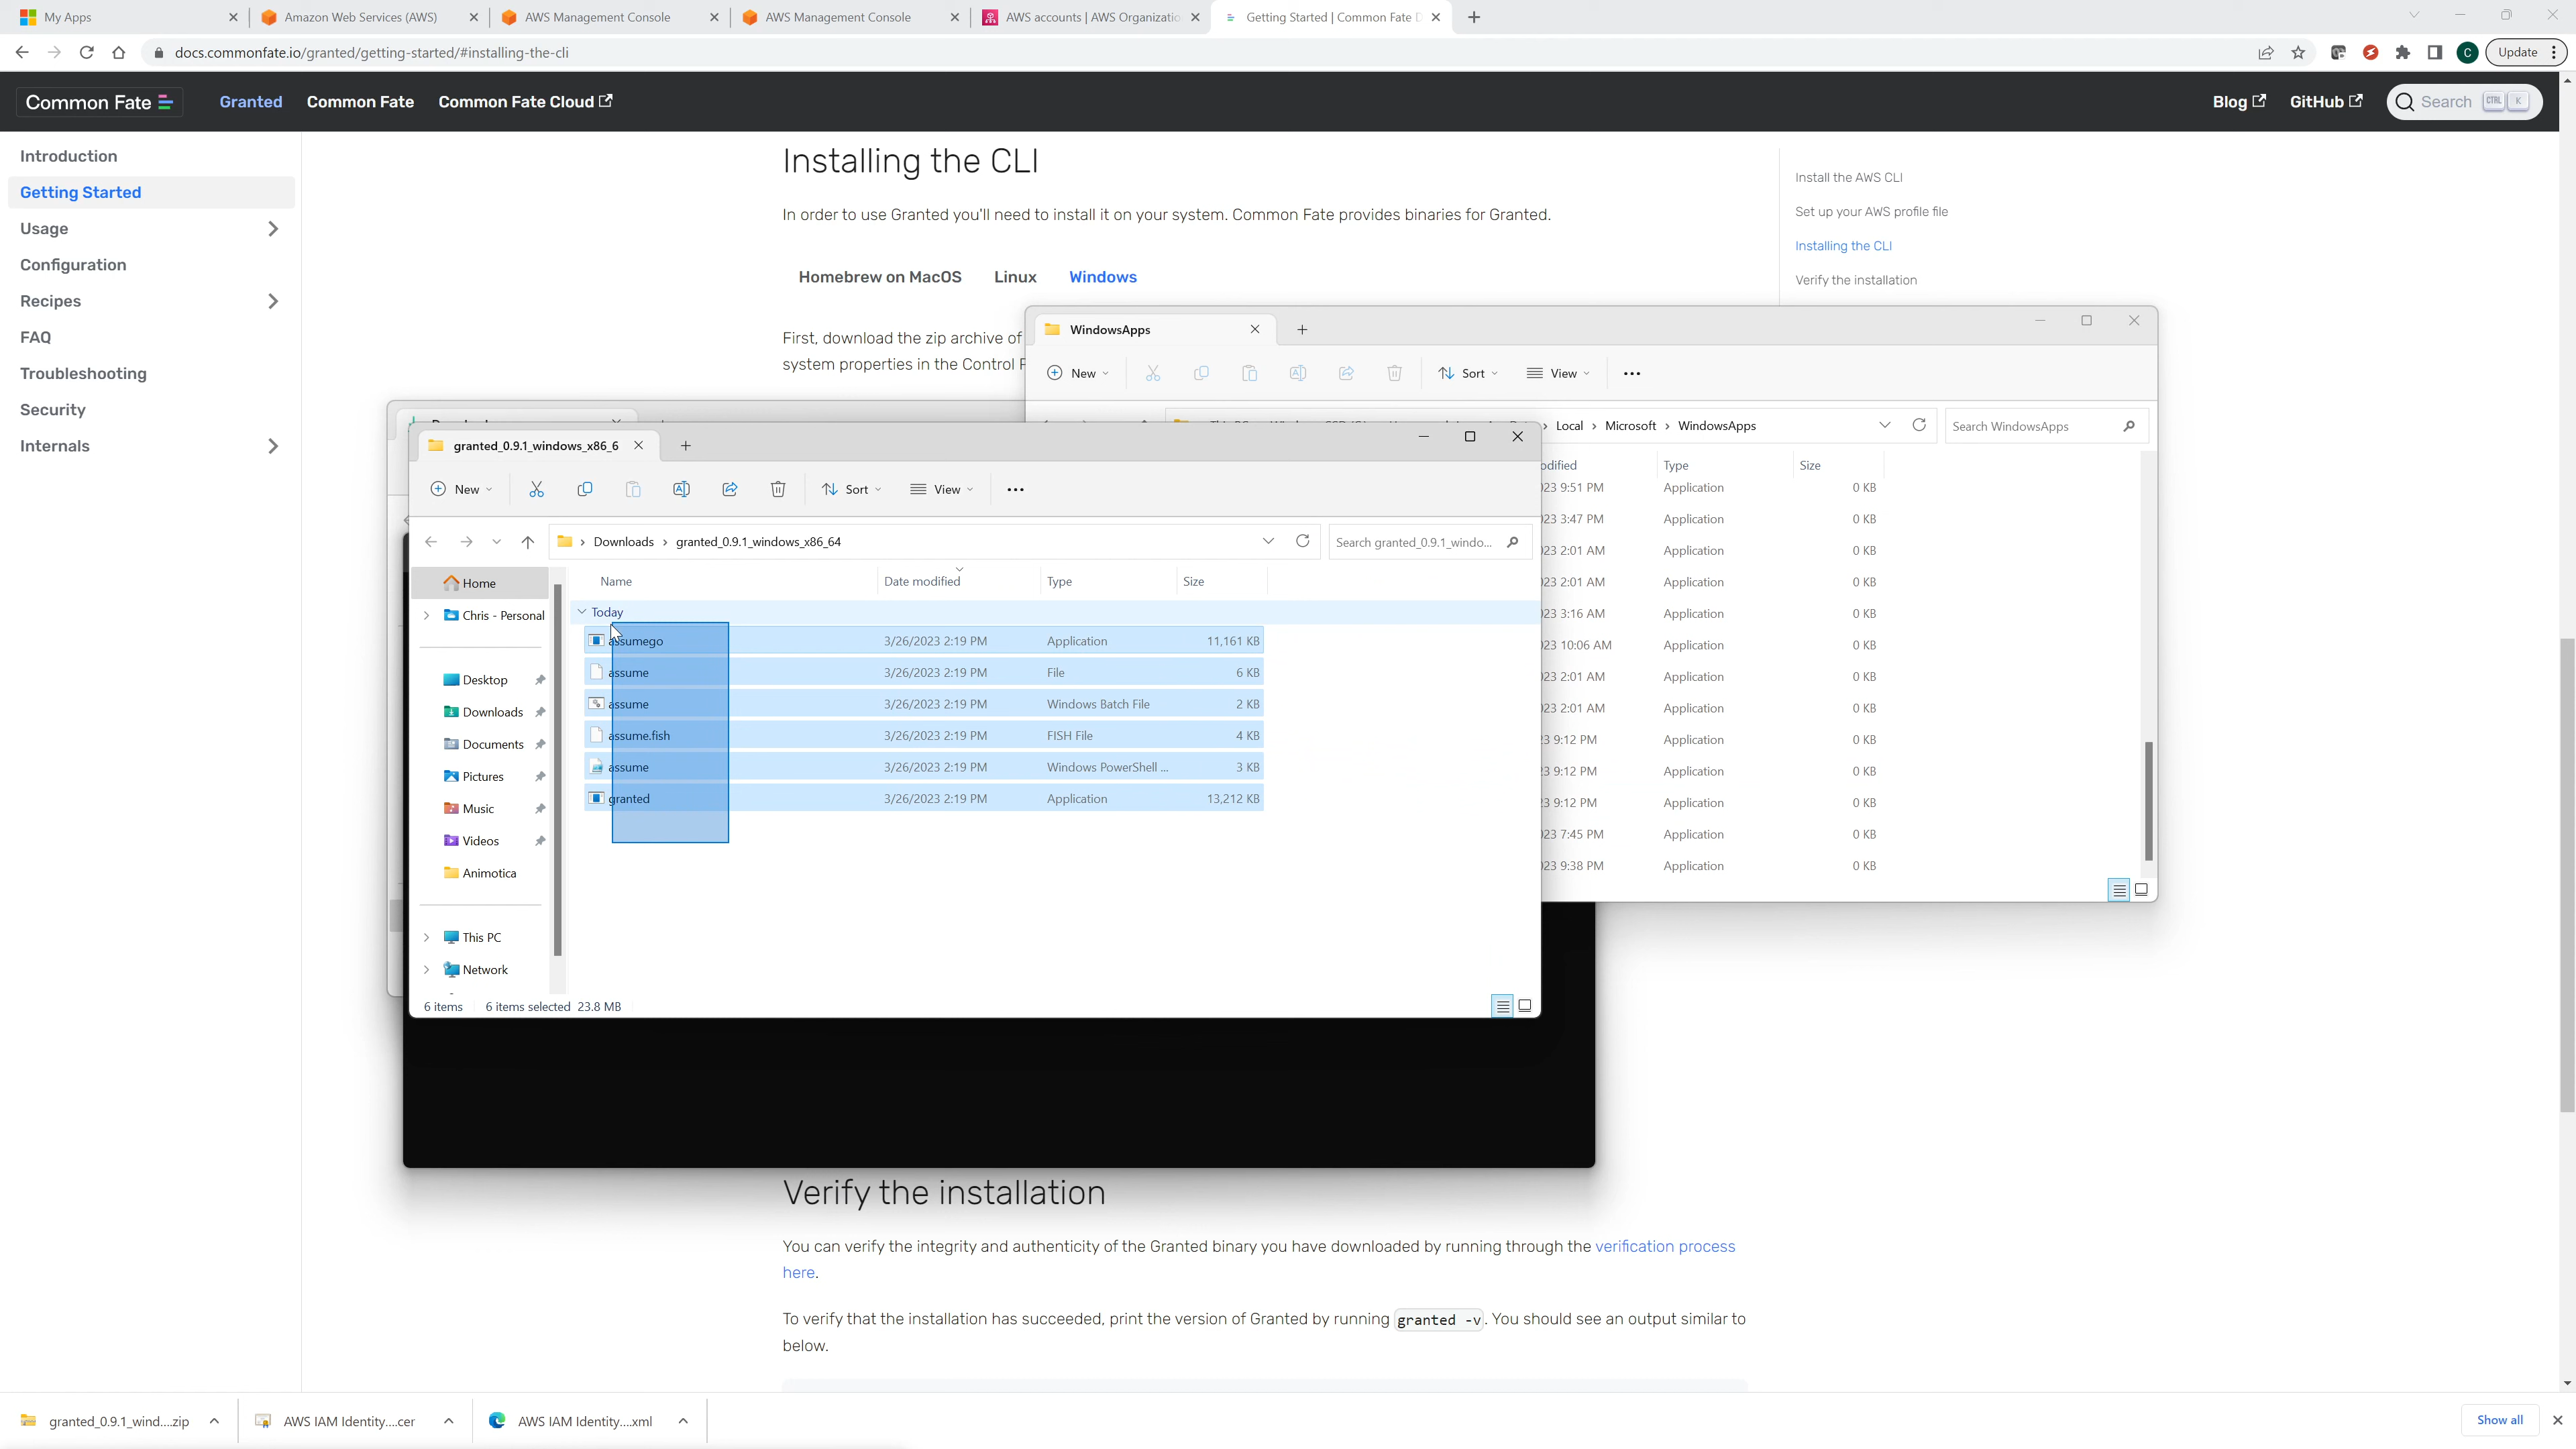 My Apps
Amazon Web Services (AWS)
AWS Management Console
AWS Management Console
AWS accounts | AWS Organizatio
Getting Started | Common Fate D
docs.commonfate.io/granted/getting-started/#installing-the-cli
C
Update
Common Fate
Granted
Common Fate
Common Fate Cloud
Blog
GitHub
Search
CTRL
K
Introduction
Getting Started
Usage
Configuration
Recipes
FAQ
Troubleshooting
Security
Internals
Installing the CLI
In order to use Granted you'll need to install it on your system. Common Fate provides binaries for Granted.
Homebrew on MacOS
Linux
Windows
First, download the zip archive of
system properties in the Control P
Install the AWS CLI
Set up your AWS profile file
Installing the CLI
Verify the installation
WindowsApps
New
Sort
View
Local
Microsoft
WindowsApps
Search WindowsApps
odified
Type
Size
23 9:51 PM Application 0 KB
23 3:47 PM Application 0 KB
23 2:01 AM Application 0 KB
23 2:01 AM Application 0 KB
23 3:16 AM Application 0 KB
23 10:06 AM Application 0 KB
23 2:01 AM Application 0 KB
23 2:01 AM Application 0 KB
3 9:12 PM Application 0 KB
3 9:12 PM Application 0 KB
3 9:12 PM Application 0 KB
23 7:45 PM Application 0 KB
23 9:38 PM Application 0 KB
granted_0.9.1_windows_x86_6
New
Sort
View
Downloads
granted_0.9.1_windows_x86_64
Search granted_0.9.1_windo...
Home
Chris - Personal
Desktop
Downloads
Documents
Pictures
Music
Videos
Animotica
This PC
Network
Name Date modified Type Size
Today
assumego 3/26/2023 2:19 PM Application 11,161 KB
assume 3/26/2023 2:19 PM File 6 KB
assume 3/26/2023 2:19 PM Windows Batch File 2 KB
assume.fish 3/26/2023 2:19 PM FISH File 4 KB
assume 3/26/2023 2:19 PM Windows PowerShell ... 3 KB
granted 3/26/2023 2:19 PM Application 13,212 KB
6 items
6 items selected 23.8 MB
Verify the installation
You can verify the integrity and authenticity of the Granted binary you have downloaded by running through the verification process
here.
To verify that the installation has succeeded, print the version of Granted by running granted -v. You should see an output similar to
below.
granted_0.9.1_wind....zip
AWS IAM Identity....cer
AWS IAM Identity....xml
Show all